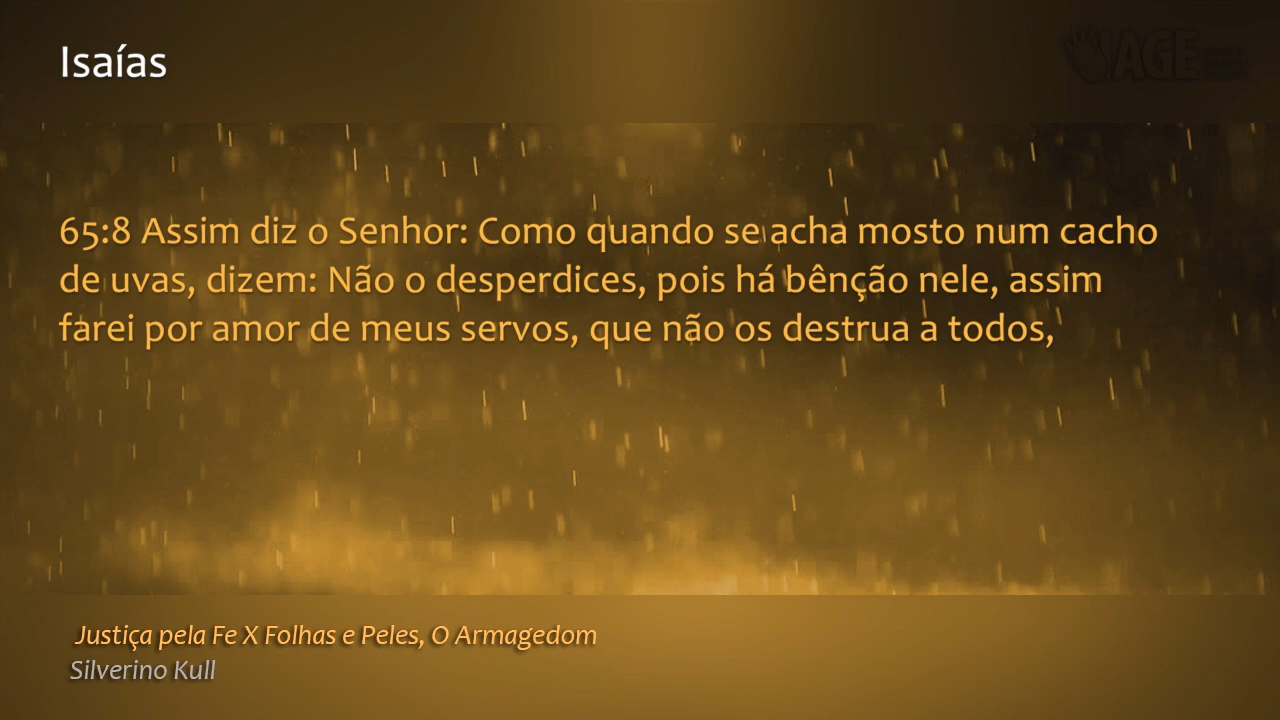 Isaías
IAGE
65:8 Assim diz o Senhor: Como quando se acha mosto num cacho
de uvas, dizem: Não o desperdices, pois há bênção nele, assim
farei por amor de meus servos, que não os destrua a todos,
Justiça pela Fe X Folhas e Peles, O Armagedom
Silverino Kull